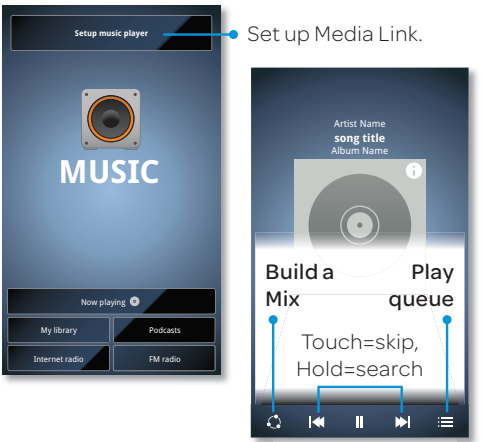 Setup music player
Set up Media Link.
MUSIC
Now playing
My library
Podcasts
Internet radio
FM radio
Artist Name
song title
Album Name
Build a
Mix
Play
queue
Touch=skip,
Hold=search